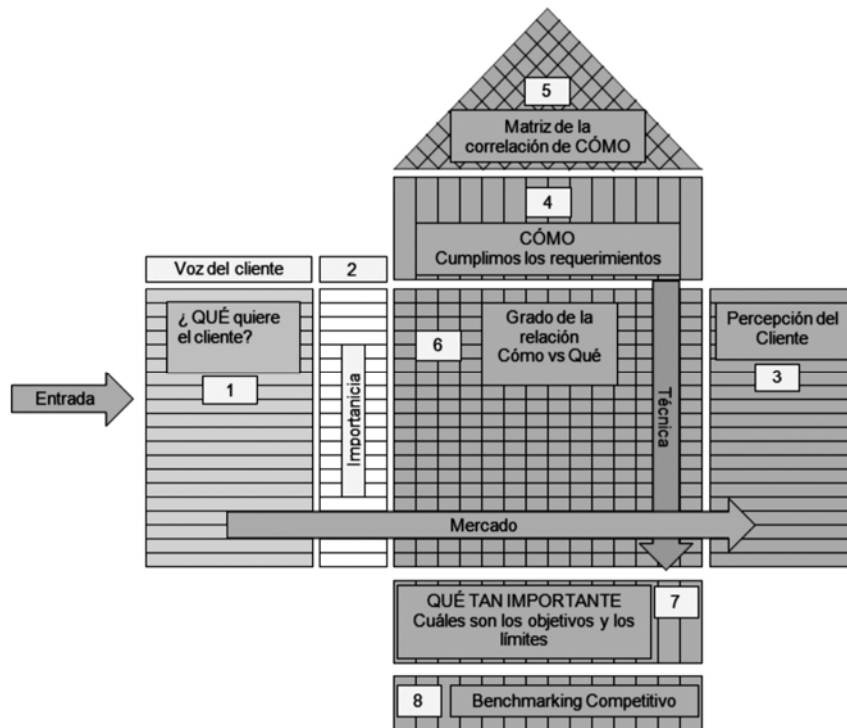 5
Matriz de la
correlación de CÓMO
4
CÓMO
Cumplimos los requerimientos
Voz del cliente
2
¿ QUÉ quiere
el cliente?
1
Entrada
Importanicia
6
Grado de la
relación
Cómo vs Qué
Técnica
Percepción del
Cliente
3
Mercado
QUÉ TAN IMPORTANTE
Cuáles son los objetivos y los
límites
7
8
Benchmarking Competitivo